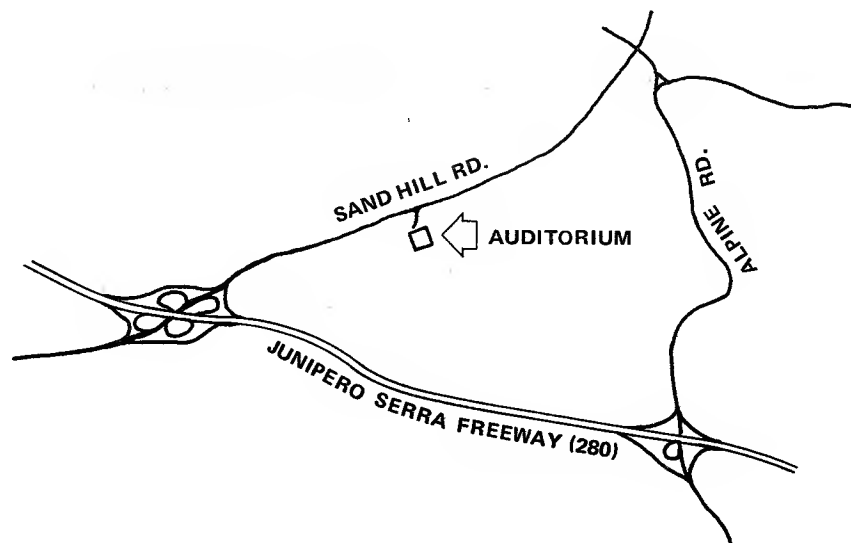 SAND HILL RD.
AUDITORIUM
ALPINE RD.
JUNIPERO SERRA FREEWAY (280)